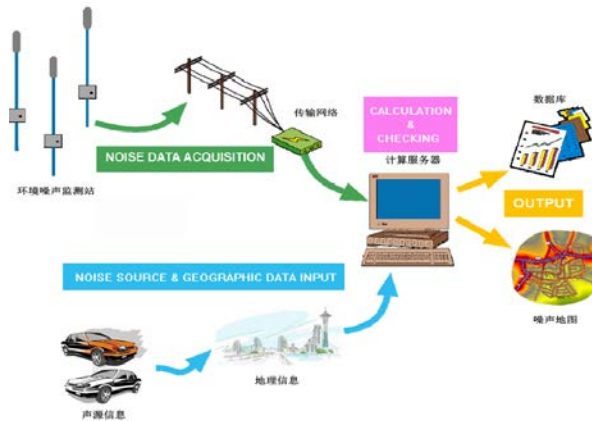 环境噪声监测站
NOISE DATA ACQUISITION
传输网络
CALCULATION
&
CHECKING
计算服务器
数据库
OUTPUT
噪声地图
NOISE SOURCE & GEOGRAPHIC DATA INPUT
声源信息
地理信息